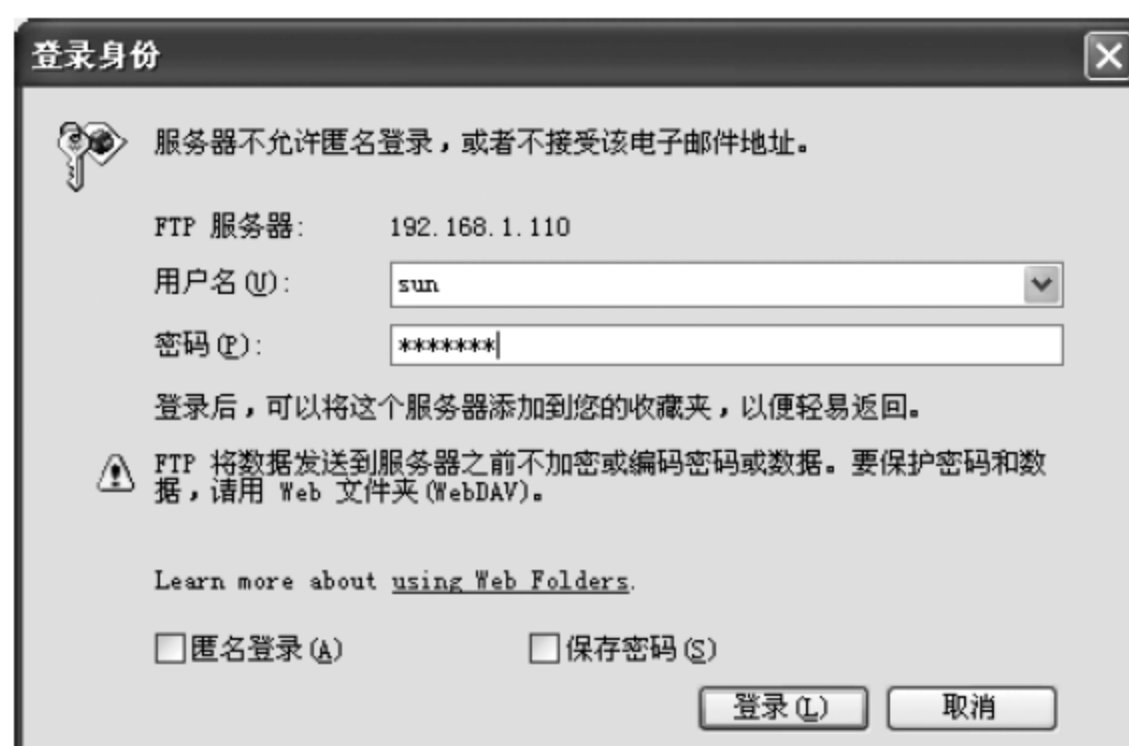 登录身份
服务器不允许匿名登录，或者不接受该电子邮件地址。
FTP 服务器: 192.168.1.110
用户名(U): sun
密码(P): *******
登录后，可以将这个服务器添加到您的收藏夹，以便轻易返回。
FTP 将数据发送到服务器之前不加密或编码密码或数据。要保护密码和数
据，请用 Web 文件夹(WebDAV)。
Learn more about using Web Folders.
匿名登录(A) 保存密码(S)
登录(L) 取消